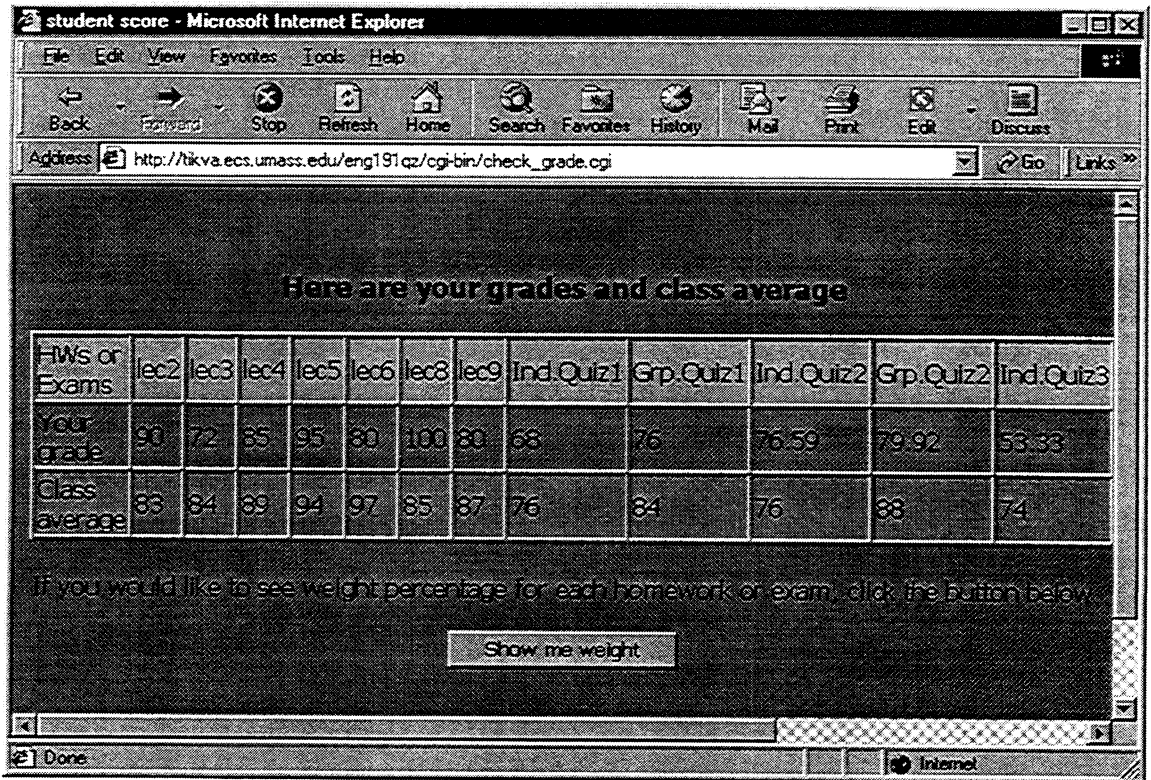 student score - Microsoft Internet Explorer
File Edit View Favorites Tools Help
Back Forward Stop Refresh Home Search Favorites History Mail Print Edit Discuss
Address http://tikva.ecs.umass.edu/eng191qz/cgi-bin/check_grade.cgi Go Links »
Here are your grades and class average
HWs or Exams lec2 lec3 lec4 lec5 lec6 lec8 lec9 Ind.Quiz1 Grp.Quiz1 Ind.Quiz2 Grp.Quiz2 Ind.Quiz3
Your grade 90 72 85 95 80 100 80 68 76 76.59 79.92 53.33
Class average 83 84 89 94 97 85 87 76 84 76 88 74
If you would like to see weight percentage for each homework or exam, click the button below
Show me weight
Done Internet